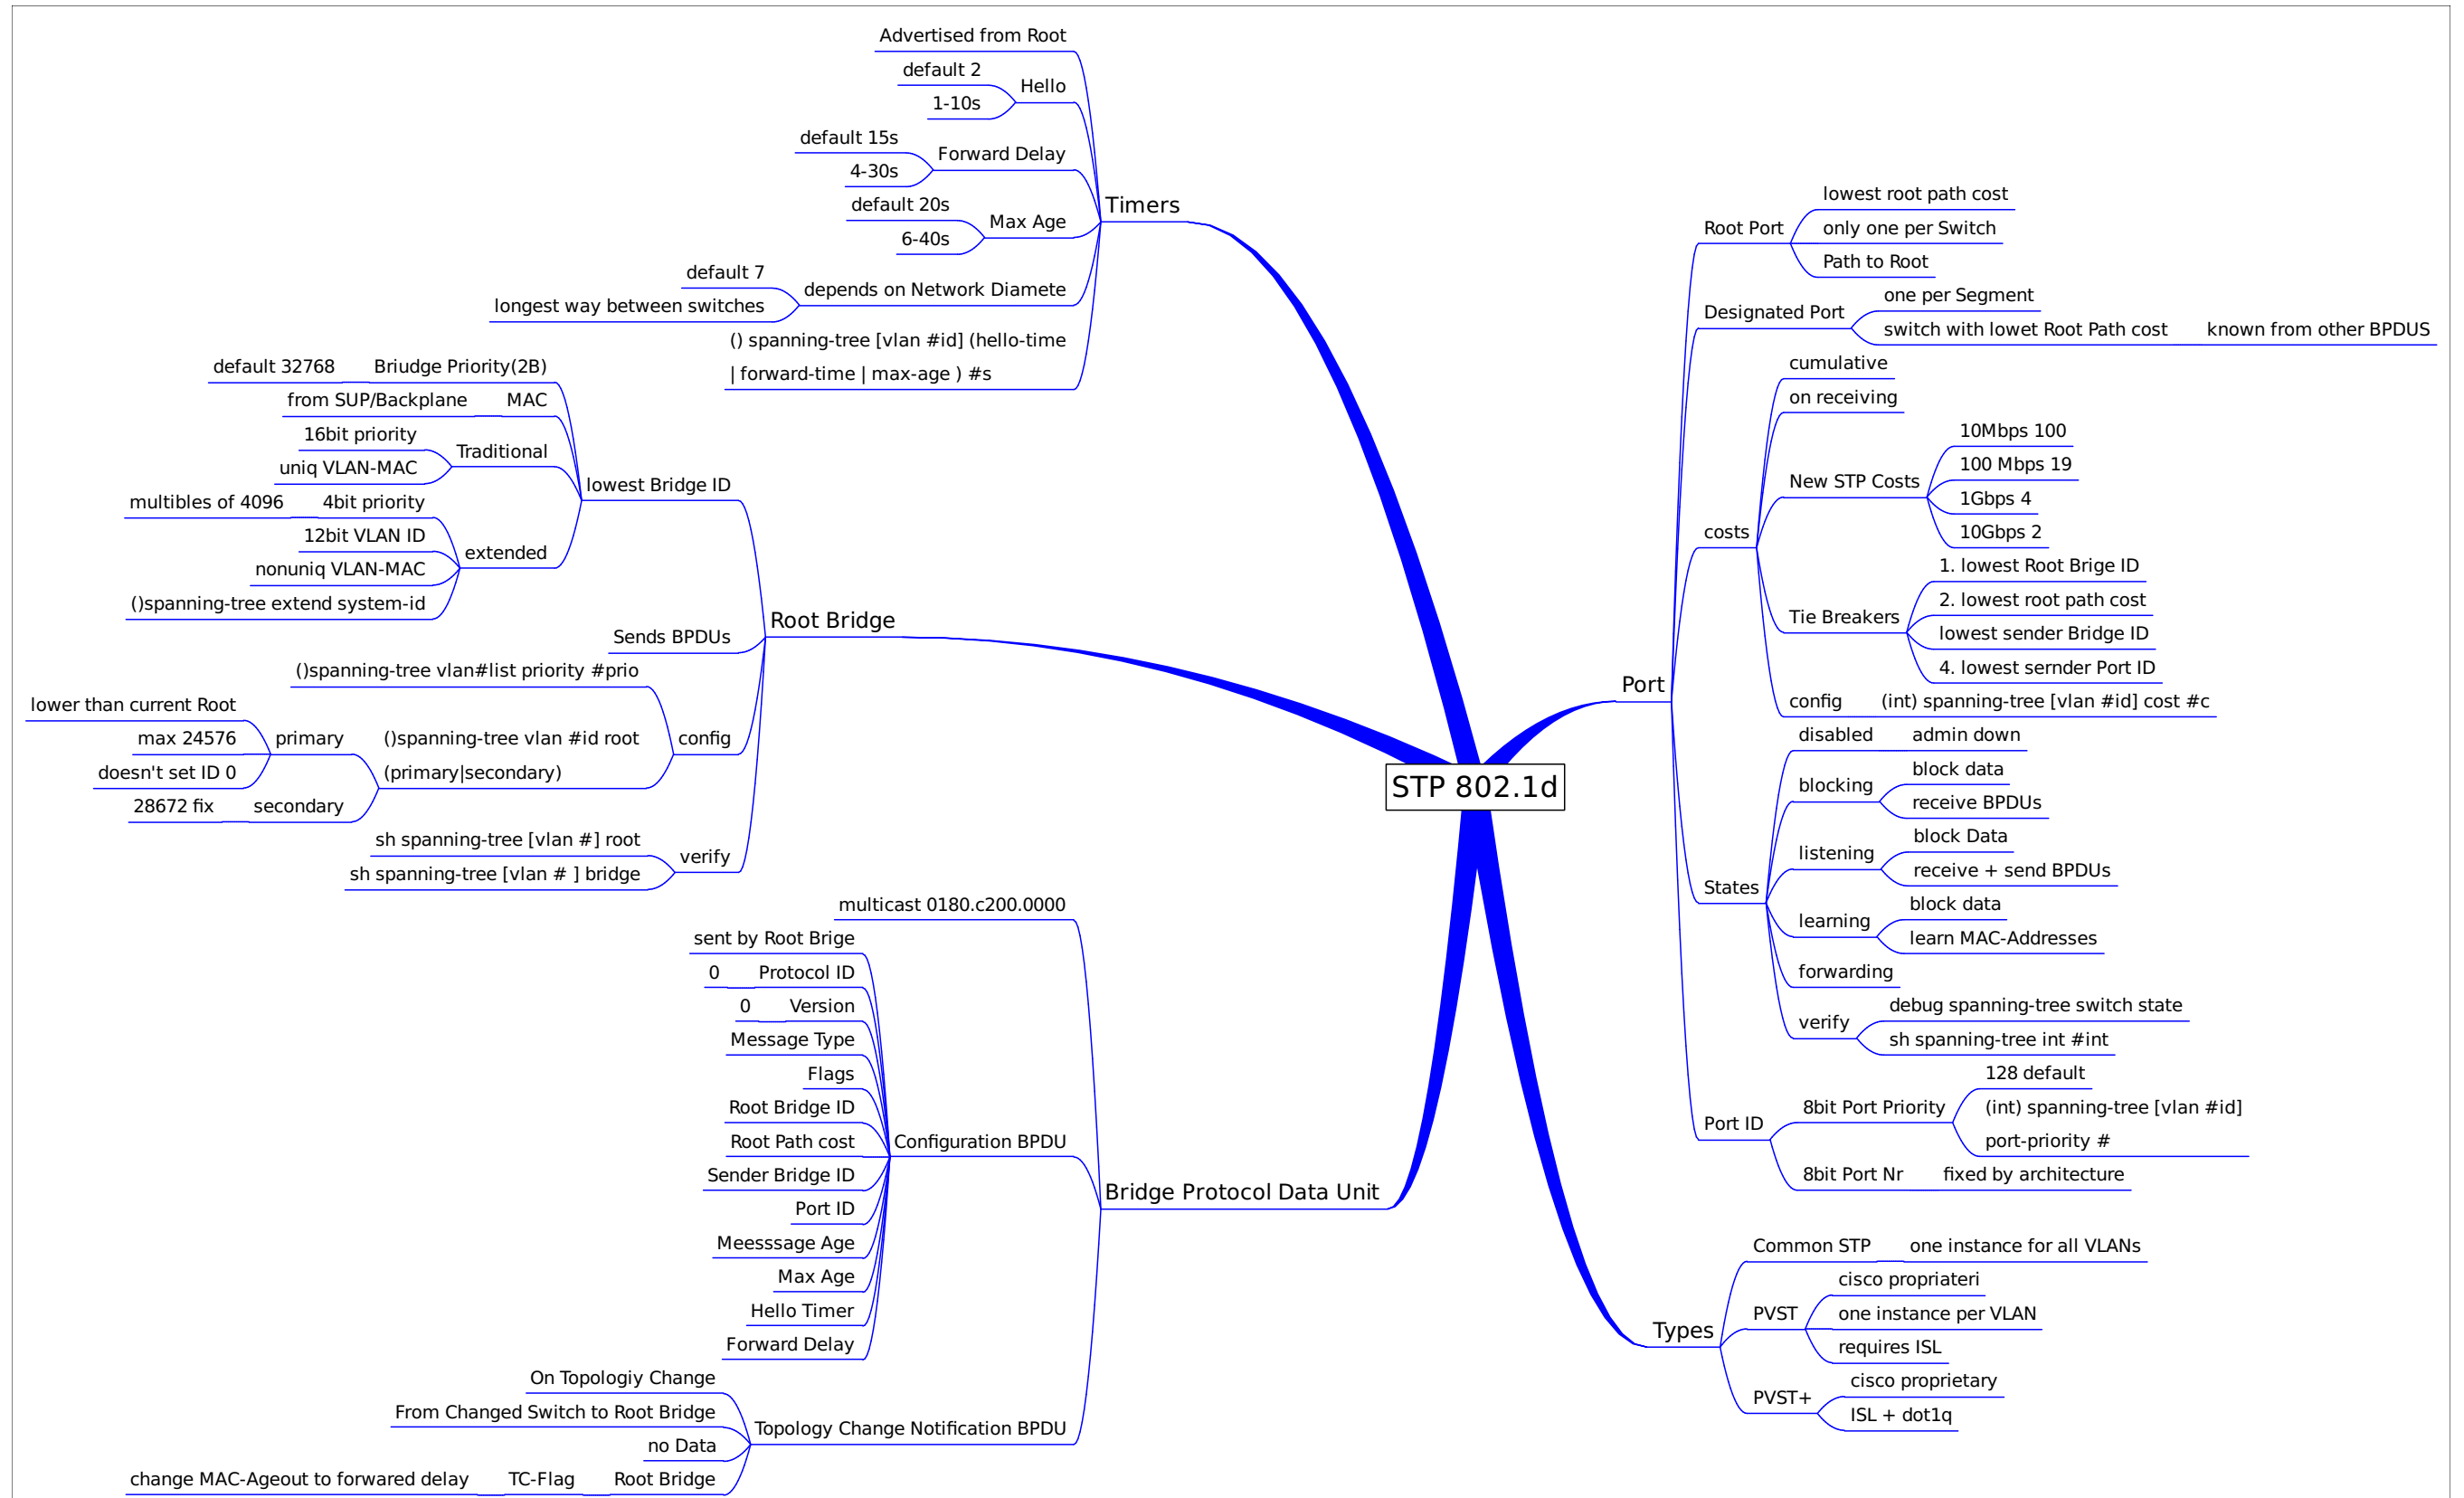 STP 802.1d
Timers
Advertised from Root
Hello
default 2
1-10s
Forward Delay
default 15s
4-30s
Max Age
default 20s
6-40s
depends on Network Diamete
default 7
longest way between switches
() spanning-tree [vlan #id] (hello-time
| forward-time | max-age ) #s
Root Bridge
lowest Bridge ID
Briudge Priority(2B)
default 32768
MAC
from SUP/Backplane
Traditional
16bit priority
uniq VLAN-MAC
extended
4bit priority
multibles of 4096
12bit VLAN ID
nonuniq VLAN-MAC
()spanning-tree extend system-id
Sends BPDUs
config
()spanning-tree vlan#list priority #prio
()spanning-tree vlan #id root
(primary|secondary)
primary
lower than current Root
max 24576
doesn't set ID 0
secondary
28672 fix
verify
sh spanning-tree [vlan #] root
sh spanning-tree [vlan # ] bridge
Bridge Protocol Data Unit
multicast 0180.c200.0000
Configuration BPDU
sent by Root Brige
Protocol ID
0
Version
0
Message Type
Flags
Root Bridge ID
Root Path cost
Sender Bridge ID
Port ID
Meesssage Age
Max Age
Hello Timer
Forward Delay
Topology Change Notification BPDU
On Topologiy Change
From Changed Switch to Root Bridge
no Data
Root Bridge
TC-Flag
change MAC-Ageout to forwared delay
Port
Root Port
lowest root path cost
only one per Switch
Path to Root
Designated Port
one per Segment
switch with lowet Root Path cost
known from other BPDUS
costs
cumulative
on receiving
New STP Costs
10Mbps 100
100 Mbps 19
1Gbps 4
10Gbps 2
Tie Breakers
1. lowest Root Brige ID
2. lowest root path cost
lowest sender Bridge ID
4. lowest sernder Port ID
config
(int) spanning-tree [vlan #id] cost #c
States
disabled
admin down
blocking
block data
receive BPDUs
listening
block Data
receive + send BPDUs
learning
block data
learn MAC-Addresses
forwarding
verify
debug spanning-tree switch state
sh spanning-tree int #int
Port ID
8bit Port Priority
128 default
(int) spanning-tree [vlan #id]
port-priority #
8bit Port Nr
fixed by architecture
Types
Common STP
one instance for all VLANs
PVST
cisco propriateri
one instance per VLAN
requires ISL
PVST+
cisco proprietary
ISL + dot1q